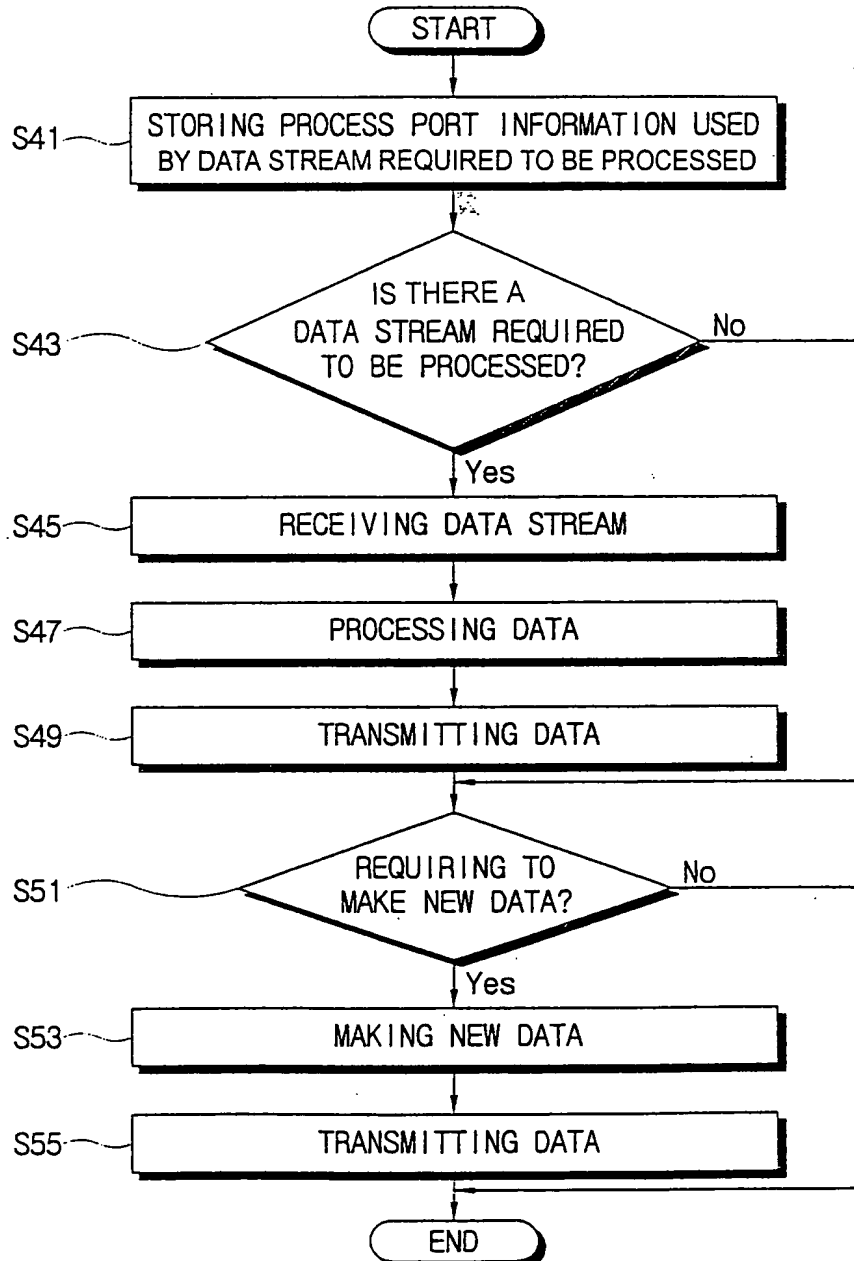 START
S41
STORING PROCESS PORT INFORMATION USED
BY DATA STREAM REQUIRED TO BE PROCESSED
S43
IS THERE A
DATA STREAM REQUIRED
TO BE PROCESSED?
No
Yes
S45
RECEIVING DATA STREAM
S47
PROCESSING DATA
S49
TRANSMITTING DATA
S51
REQUIRING TO
MAKE NEW DATA?
No
Yes
S53
MAKING NEW DATA
S55
TRANSMITTING DATA
END